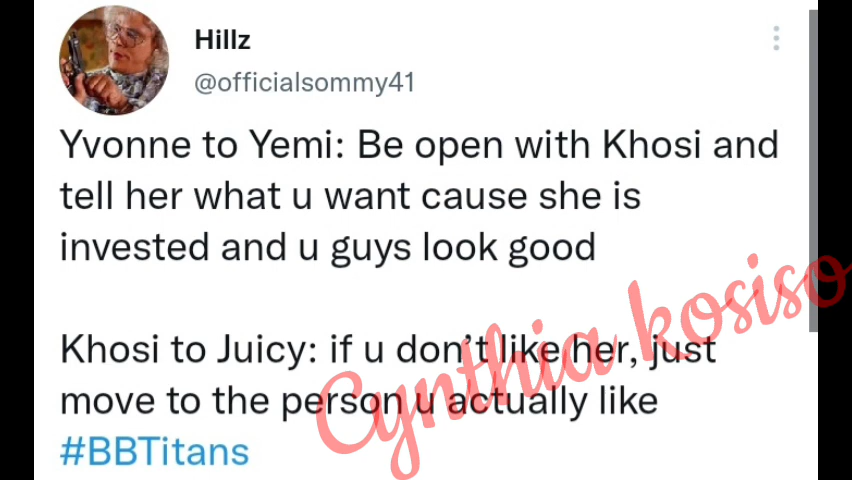 Hillz
@officialsommy41
Yvonne to Yemi: Be open with Khosi and
tell her what u want cause she is
invested and u guys look good
Khosi to Juicy: if u don't like her, just
move to the person u actually like
#BBTitans
Cynthia kosiso